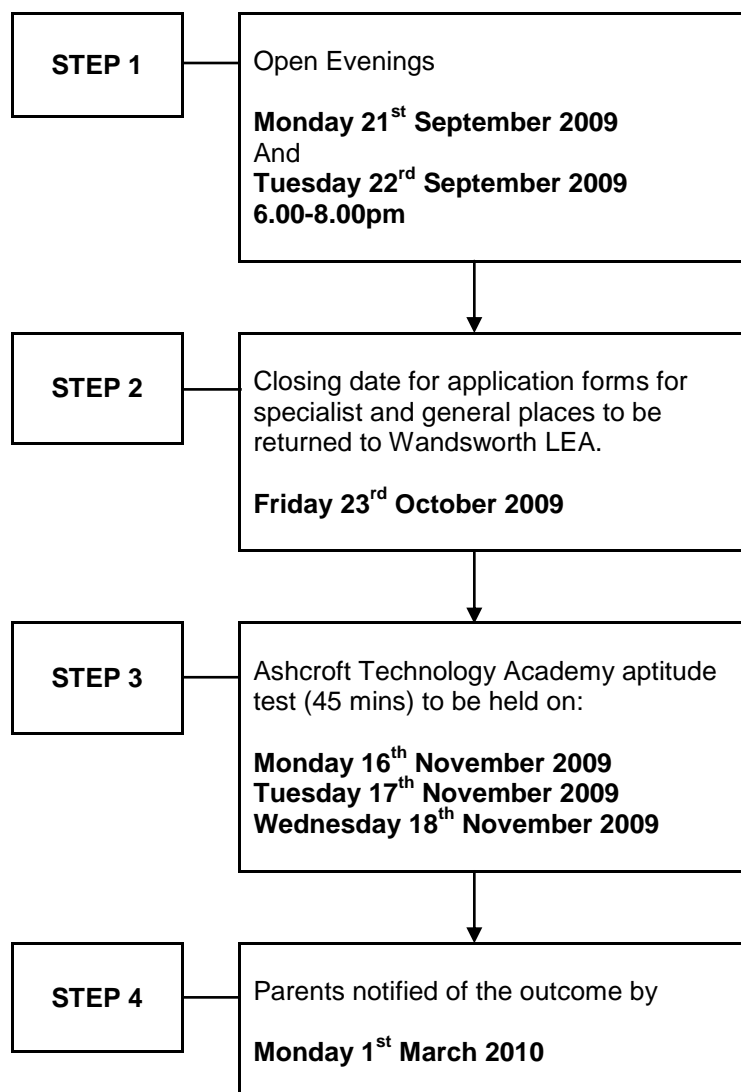 STEP 1
Open Evenings
Monday 21st September 2009
And
Tuesday 22rd September 2009
6.00-8.00pm
STEP 2
Closing date for application forms for
specialist and general places to be
returned to Wandsworth LEA.
Friday 23rd October 2009
STEP 3
Ashcroft Technology Academy aptitude
test (45 mins) to be held on:
Monday 16th November 2009
Tuesday 17th November 2009
Wednesday 18th November 2009
STEP 4
Parents notified of the outcome by
Monday 1st March 2010